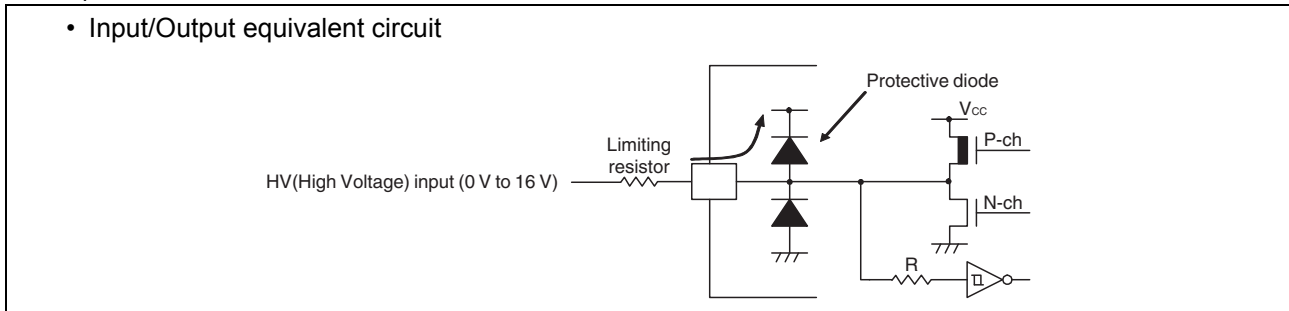 • Input/Output equivalent circuit
Protective diode
Vcc
P-ch
Limiting
resistor
HV(High Voltage) input (0 V to 16 V)
N-ch
R